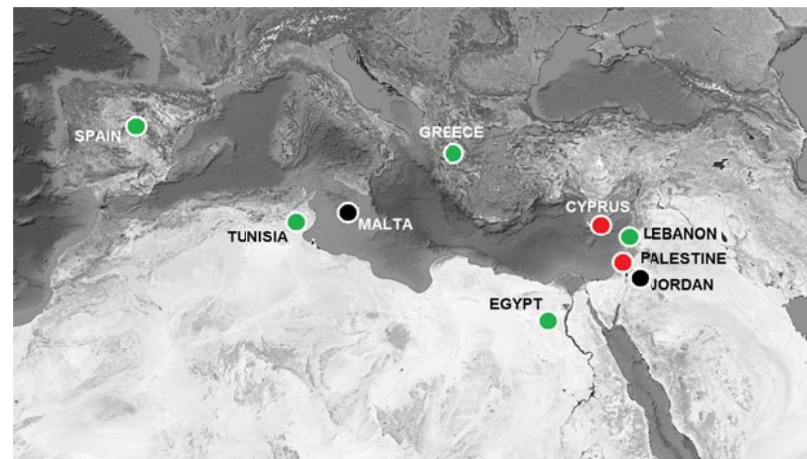 GREECE
SPAIN
CYPRUS
MALTA
TUNISIA
LEBANON
PALESTINE
JORDAN
EGYPT